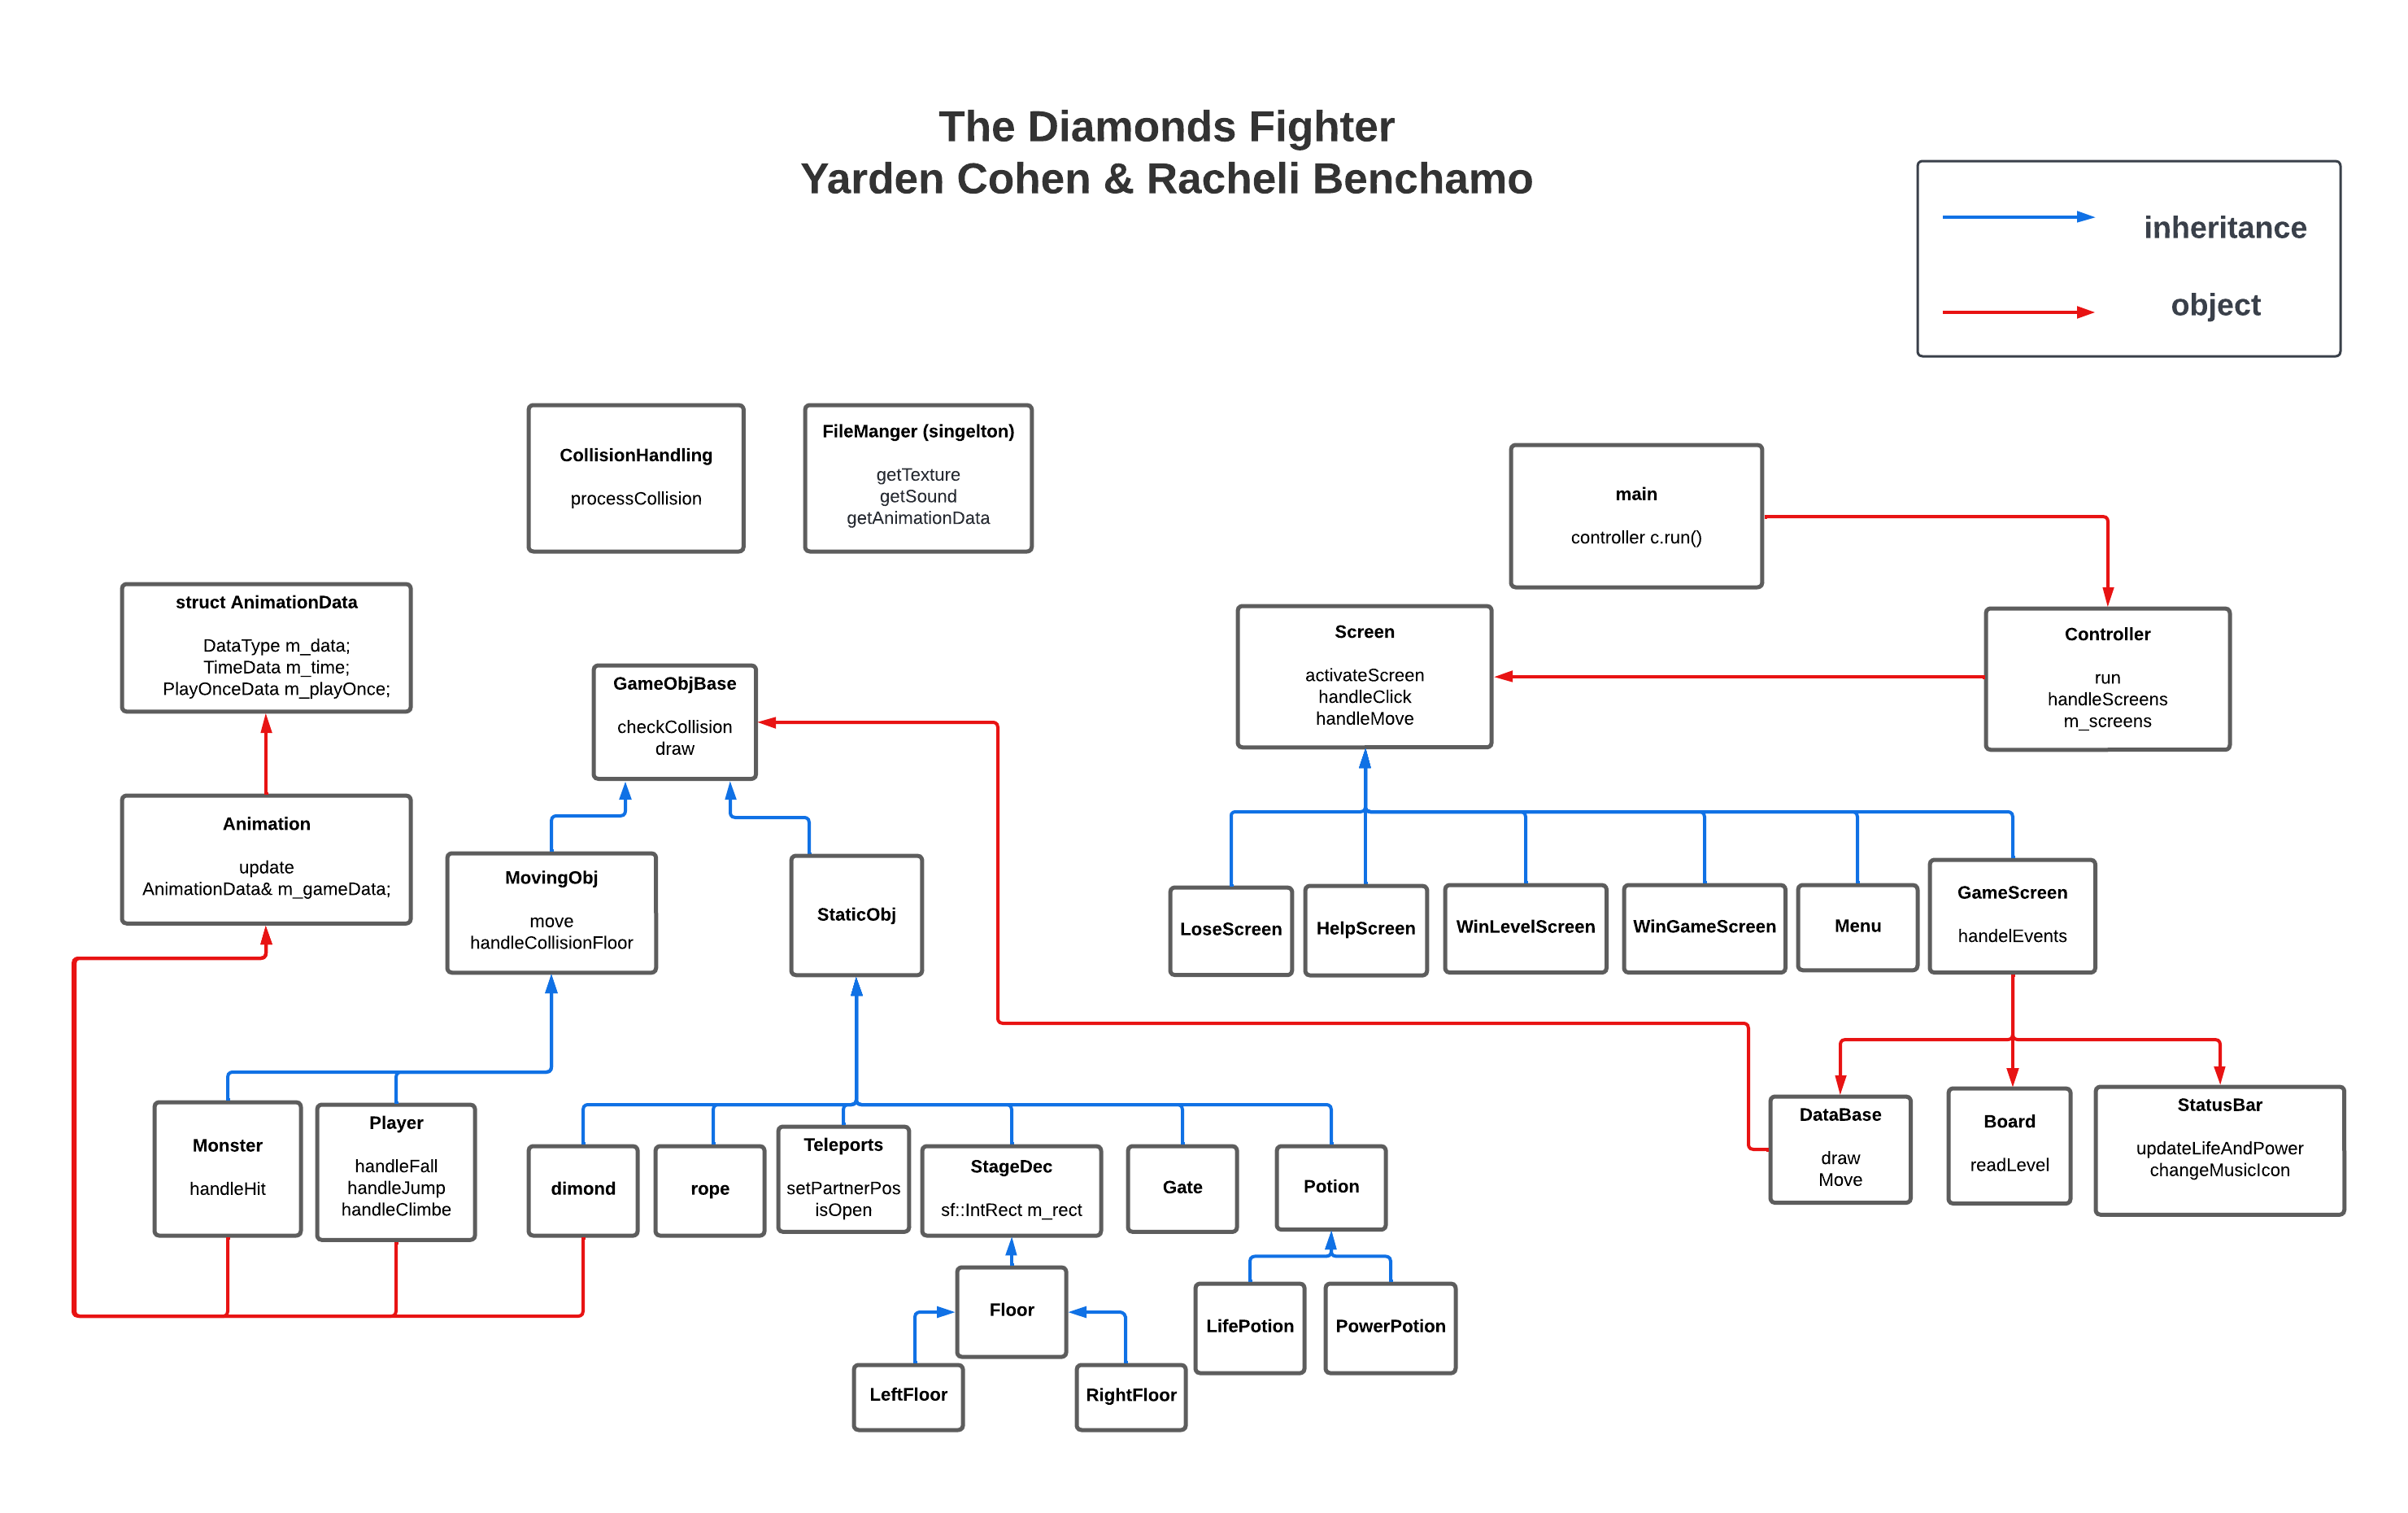 The Diamonds Fighter
Yarden Cohen & Racheli Benchamo
inheritance
object
CollisionHandling
processCollision
FileManger (singelton)
getTexture
getSound
getAnimationData
main
controller c.run()
struct AnimationData
DataType m_data;
TimeData m_time;
PlayOnceData m_playOnce;
GameObjBase
checkCollision
draw
Screen
activateScreen
handleClick
handleMove
Controller
run
handleScreens
m_screens
Animation
update
AnimationData& m_gameData;
MovingObj
move
handleCollisionFloor
StaticObj
LoseScreen
HelpScreen
WinLevelScreen
WinGameScreen
Menu
GameScreen
handelEvents
Monster
handleHit
Player
handleFall
handleJump
handleClimbe
dimond
rope
Teleports
setPartnerPos
isOpen
StageDec
sf::IntRect m_rect
Gate
Potion
DataBase
draw
Move
Board
readLevel
StatusBar
updateLifeAndPower
changeMusicIcon
Floor
LifePotion
PowerPotion
LeftFloor
RightFloor